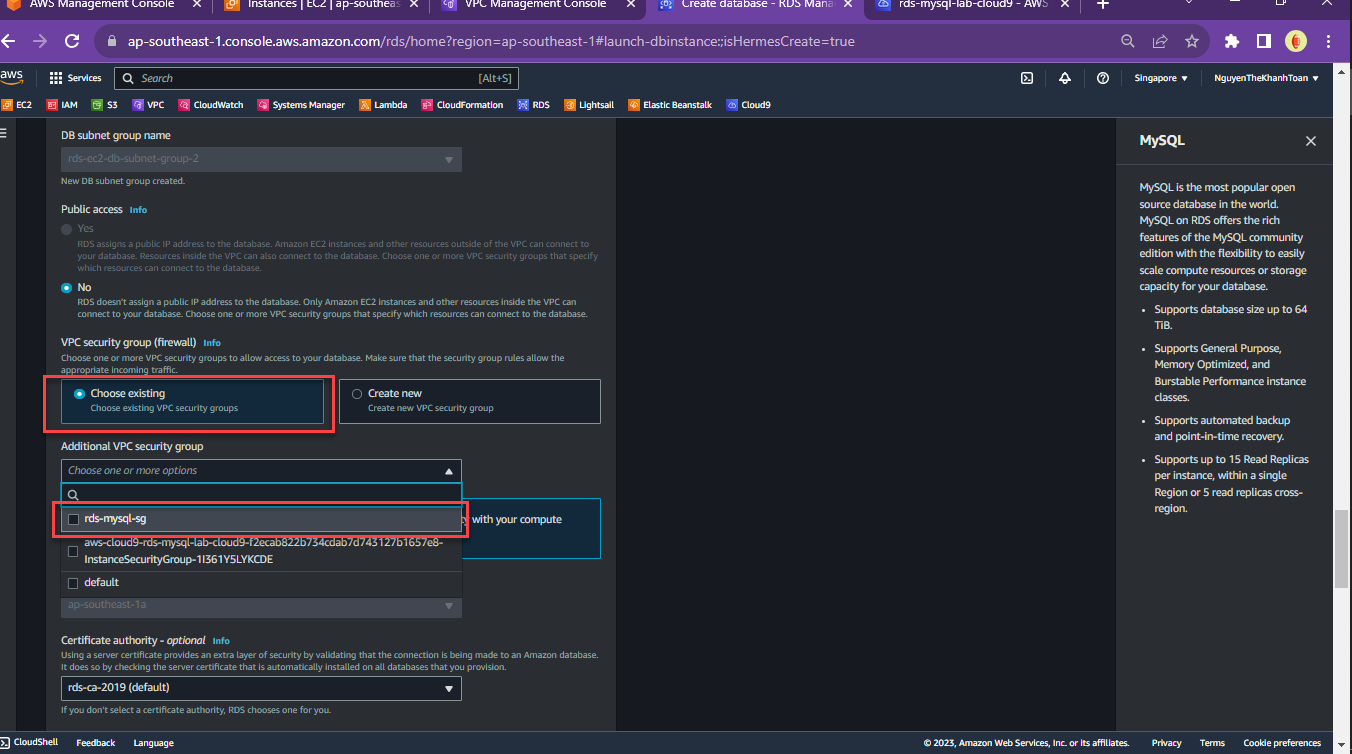 AWS Management Console
Instances | EC2 | ap-southeas
VPC Management Console
Create database - RDS Mana
rds-mysql-lab-cloud9 - AWS
ap-southeast-1.console.aws.amazon.com/rds/home?region=ap-southeast-1#launch-dbinstance:;isHermesCreate=true
aws
Services
Search
[Alt+S]
Singapore
NguyenTheKhanhToan
EC2
IAM
S3
VPC
CloudWatch
Systems Manager
Lambda
CloudFormation
RDS
Lightsail
Elastic Beanstalk
Cloud9
DB subnet group name
rds-ec2-db-subnet-group-2
New DB subnet group created.
Public access Info
Yes
RDS assigns a public IP address to the database. Amazon EC2 instances and other resources outside of the VPC can connect to
your database. Resources inside the VPC can also connect to the database. Choose one or more VPC security groups that specify
which resources can connect to the database.
No
RDS doesn't assign a public IP address to the database. Only Amazon EC2 instances and other resources inside the VPC can
connect to your database. Choose one or more VPC security groups that specify which resources can connect to the database.
VPC security group (firewall) Info
Choose one or more VPC security groups to allow access to your database. Make sure that the security group rules allow the
appropriate incoming traffic.
Choose existing
Choose existing VPC security groups
Create new
Create new VPC security group
Additional VPC security group
Choose one or more options
rds-mysql-sg
with your compute
aws-cloud9-rds-mysql-lab-cloud9-f2ecab822b734cdab7d743127b1657e8-
InstanceSecurityGroup-1I361Y5LYKCDE
default
ap-southeast-1a
Certificate authority - optional Info
Using a server certificate provides an extra layer of security by validating that the connection is being made to an Amazon database.
It does so by checking the server certificate that is automatically installed on all databases that you provision.
rds-ca-2019 (default)
If you don't select a certificate authority, RDS chooses one for you.
MySQL
MySQL is the most popular open
source database in the world.
MySQL on RDS offers the rich
features of the MySQL community
edition with the flexibility to easily
scale compute resources or storage
capacity for your database.
• Supports database size up to 64
TiB.
• Supports General Purpose,
Memory Optimized, and
Burstable Performance instance
classes.
• Supports automated backup
and point-in-time recovery.
• Supports up to 15 Read Replicas
per instance, within a single
Region or 5 read replicas cross-
region.
CloudShell
Feedback
Language
© 2023, Amazon Web Services, Inc. or its affiliates.
Privacy
Terms
Cookie preferences